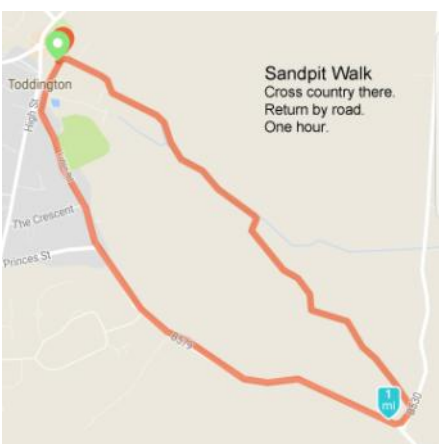 Toddington
High St
Sandpit Walk
Cross country there.
Return by road.
One hour.
The Crescent
Princes St
B579
1
mi